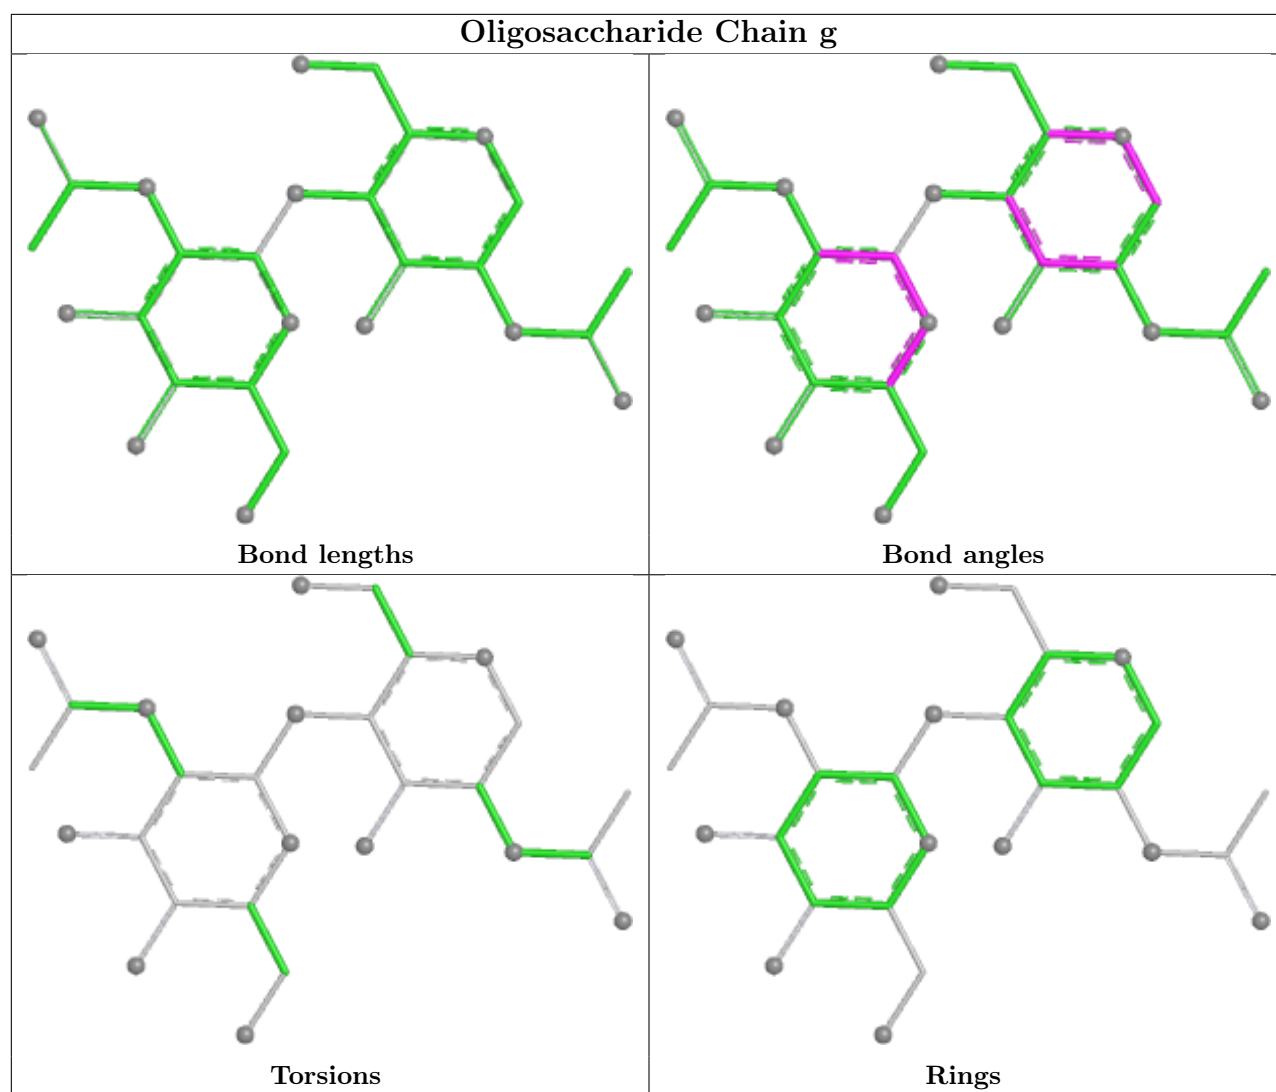 Oligosaccharide Chain g
Bond lengths
Bond angles
Torsions
Rings